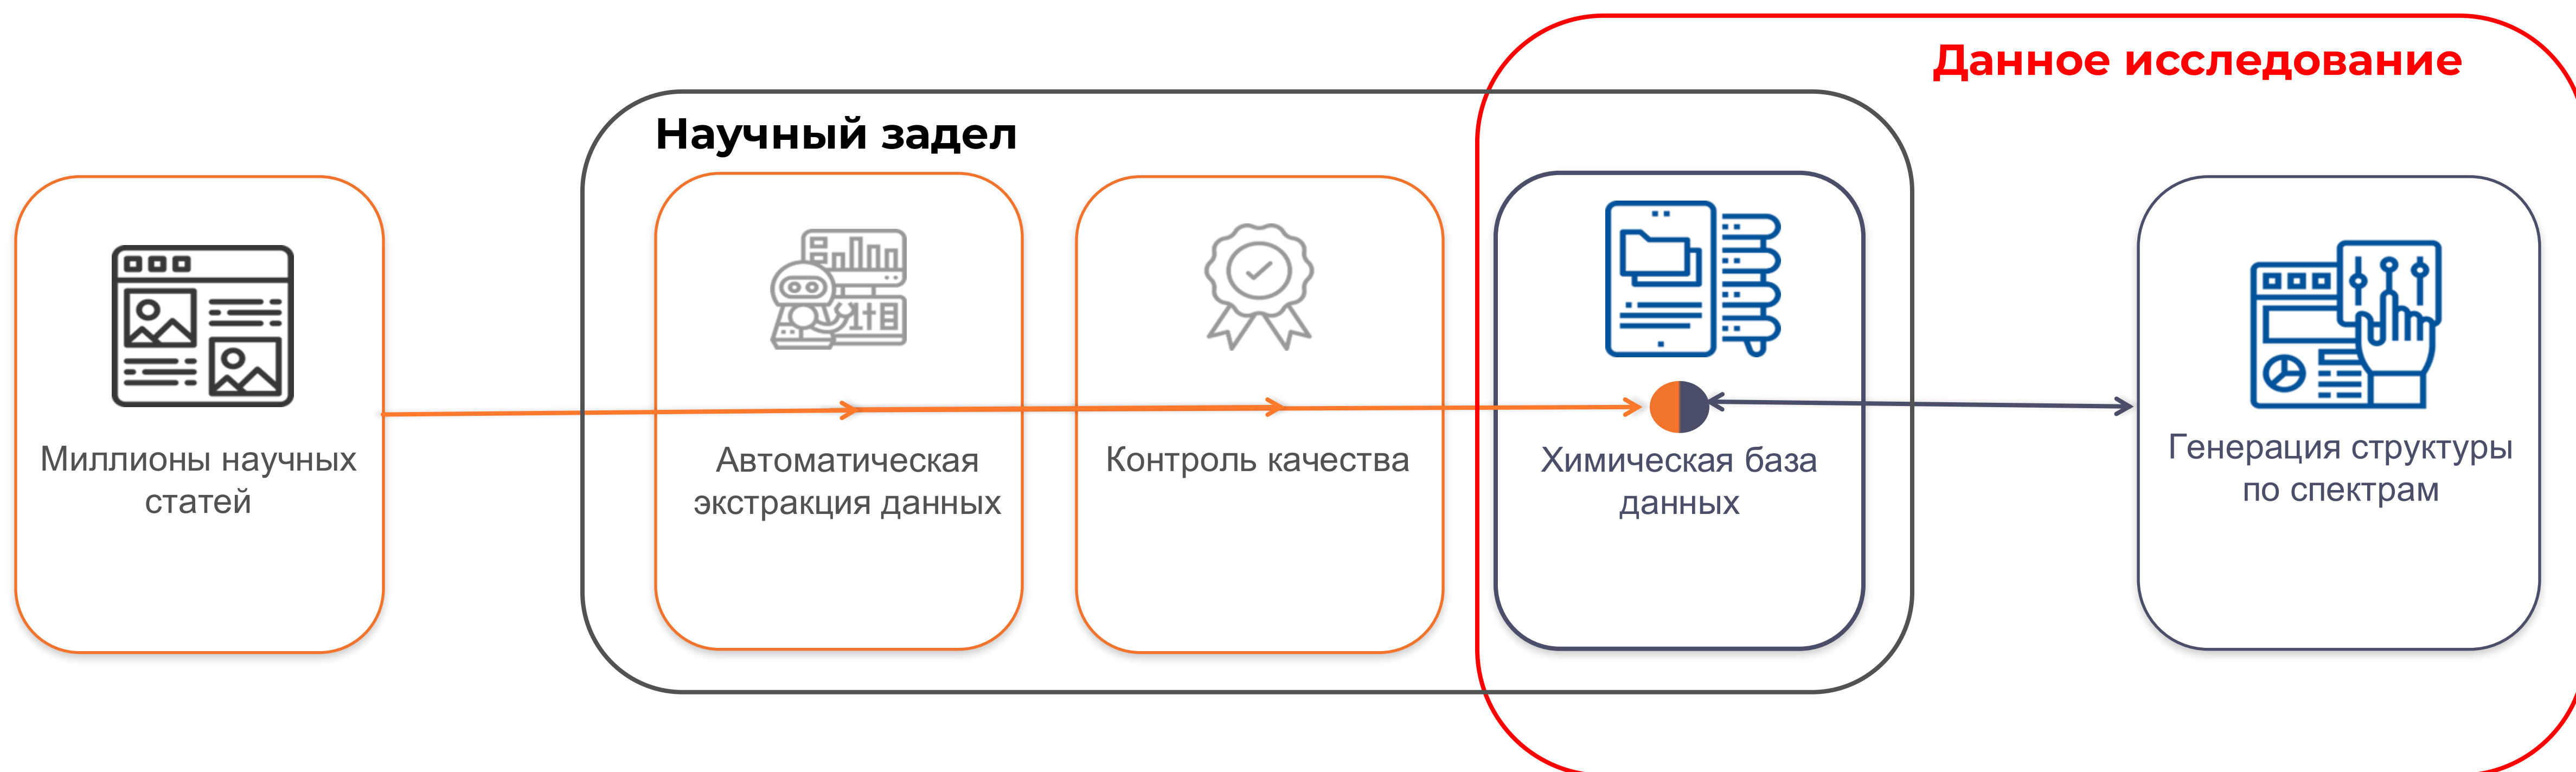 Данное исследование
Научный задел
Миллионы научных
статей
Автоматическая
экстракция данных
Контроль качества
Химическая база
данных
Генерация структуры
по спектрам